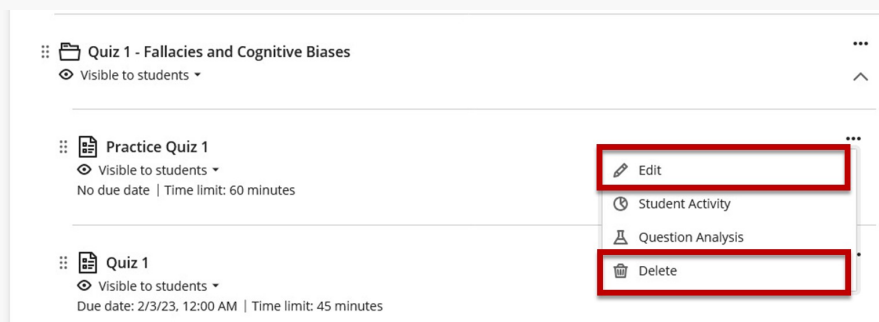 Quiz 1 - Fallacies and Cognitive Biases
Visible to students
Practice Quiz 1
Visible to students
No due date | Time limit: 60 minutes
Edit
Student Activity
Question Analysis
Delete
Quiz 1
Visible to students
Due date: 2/3/23, 12:00 AM | Time limit: 45 minutes